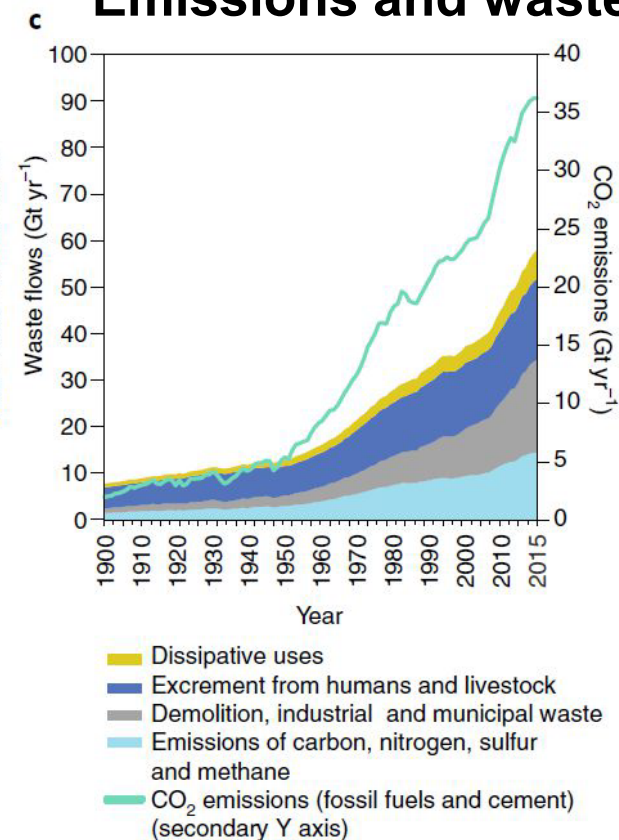 c
Emissions and waste
100
90
80
70
60
50
40
30
20
10
0
Waste flows (Gt yr⁻¹)
40
35
30
25
20
15
10
5
0
CO₂ emissions (Gt yr⁻¹)
1900
1910
1920
1930
1940
1950
1960
1970
1980
1990
2000
2010
2015
Year
Dissipative uses
Excrement from humans and livestock
Demolition, industrial and municipal waste
Emissions of carbon, nitrogen, sulfur
and methane
CO₂ emissions (fossil fuels and cement)
(secondary Y axis)